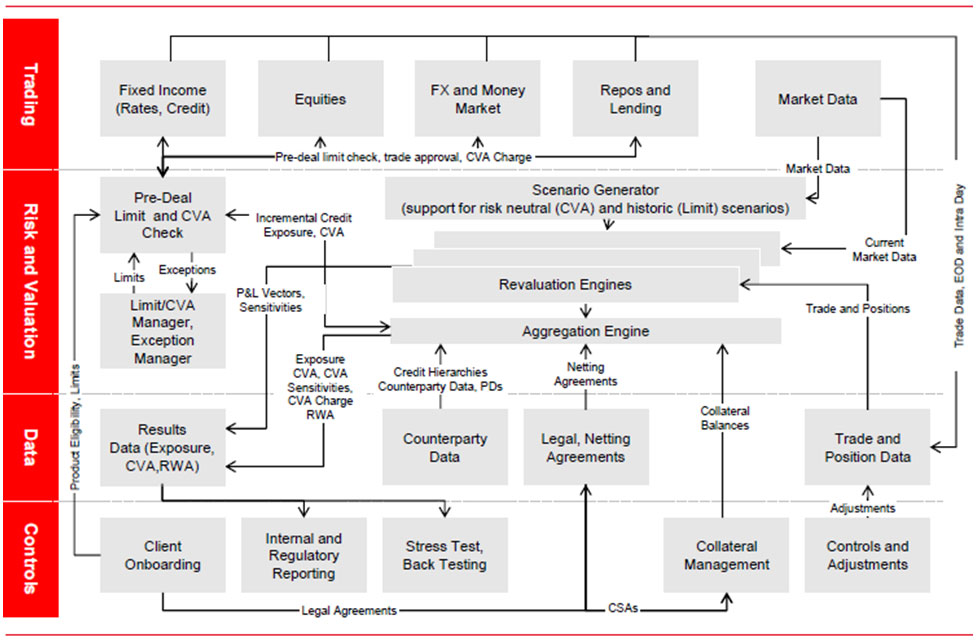 Trading
Fixed Income
(Rates, Credit)
Equities
FX and Money
Market
Repos and
Lending
Market Data
Pre-deal limit check, trade approval, CVA Charge
Market Data
Risk and Valuation
Pre-Deal
Limit and CVA
Check
Incremental Credit
Exposure, CVA
Scenario Generator
(support for risk neutral (CVA) and historic (Limit) scenarios)
Current
Market Data
Limits
Exceptions
P&L Vectors,
Sensitivities
Revaluation Engines
Trade and Positions
Limit/CVA
Manager,
Exception
Manager
Aggregation Engine
Exposure
CVA, CVA
Sensitivities,
CVA Charge
RWA
Credit Hierarchies
Counterparty Data, PDs
Netting
Agreements
Collateral
Balances
Trade Data, EOD and Intra Day
Product Eligibility, Limits
Data
Results
Data (Exposure,
CVA,RWA)
Counterparty
Data
Legal, Netting
Agreements
Trade and
Position Data
Adjustments
Controls
Client
Onboarding
Internal and
Regulatory
Reporting
Stress Test,
Back Testing
Collateral
Management
Controls and
Adjustments
Legal Agreements
CSAs